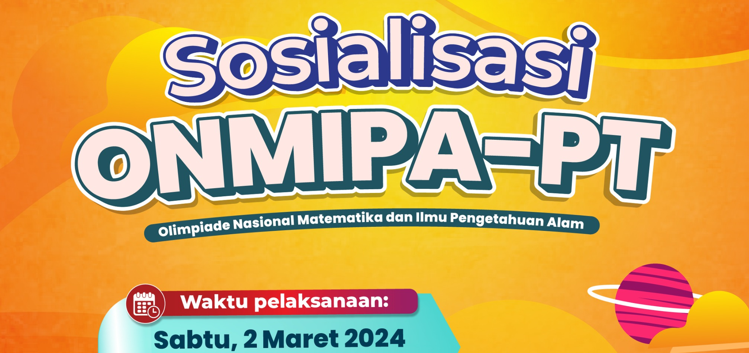 Sosialisasi
ONMIPA-PT
Olimpiade Nasional Matematika dan Ilmu Pengetahuan Alam
Waktu pelaksanaan:
Sabtu, 2 Maret 2024